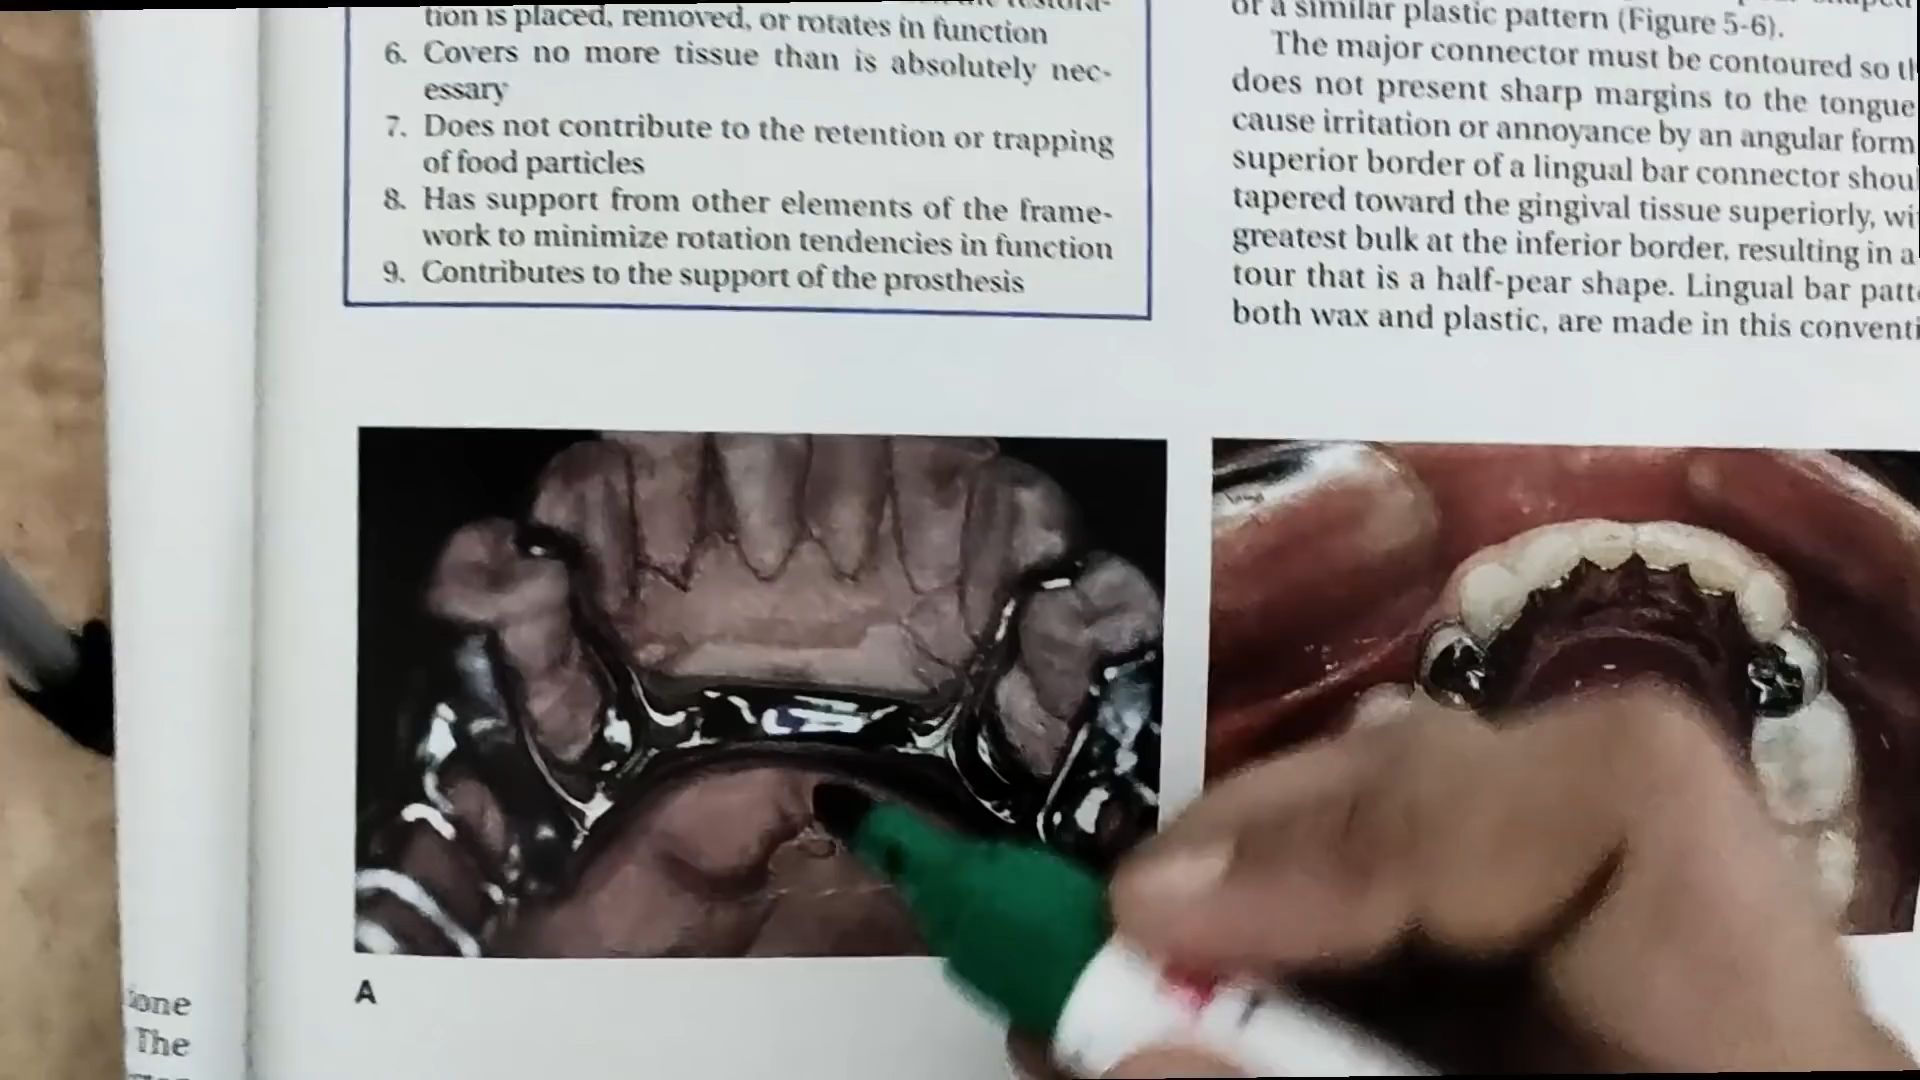 tion is placed, removed, or rotates in function
6. Covers no more tissue than is absolutely nec-
essary
7. Does not contribute to the retention or trapping
of food particles
8. Has support from other elements of the frame-
work to minimize rotation tendencies in function
9. Contributes to the support of the prosthesis
of a similar plastic pattern (Figure 5-6).
The major connector must be contoured so
does not present sharp margins to the tongue
cause irritation or annoyance by an angular form
superior border of a lingual bar connector
tapered toward the gingival tissue superiorly,
greatest bulk at the inferior border, resulting in a
tour that is a half-pear shape. Lingual bar
both wax and plastic, are made in this
A
The